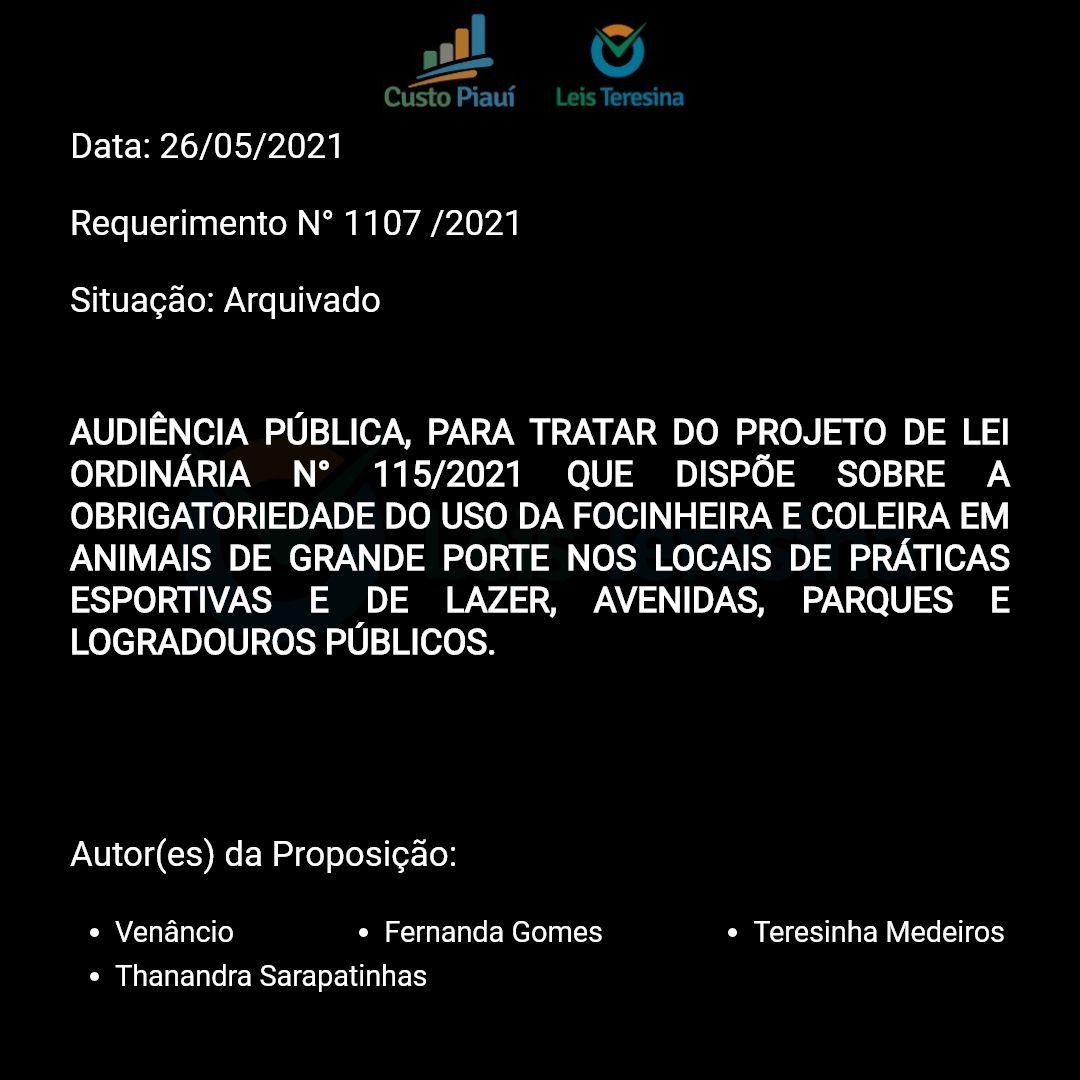 Custo Piauí
Leis Teresina
Data: 26/05/2021
Requerimento N° 1107 /2021
Situação: Arquivado
AUDIÊNCIA PÚBLICA, PARA TRATAR DO PROJETO DE LEI
ORDINÁRIA N° 115/2021 QUE DISPÕE SOBRE A
OBRIGATORIEDADE DO USO DA FOCINHEIRA E COLEIRA EM
ANIMAIS DE GRANDE PORTE NOS LOCAIS DE PRÁTICAS
ESPORTIVAS E DE LAZER, AVENIDAS, PARQUES E
LOGRADOUROS PÚBLICOS.
Leis Teresina
Autor(es) da Proposição:
• Venâncio • Fernanda Gomes • Teresinha Medeiros
• Thanandra Sarapatinhas